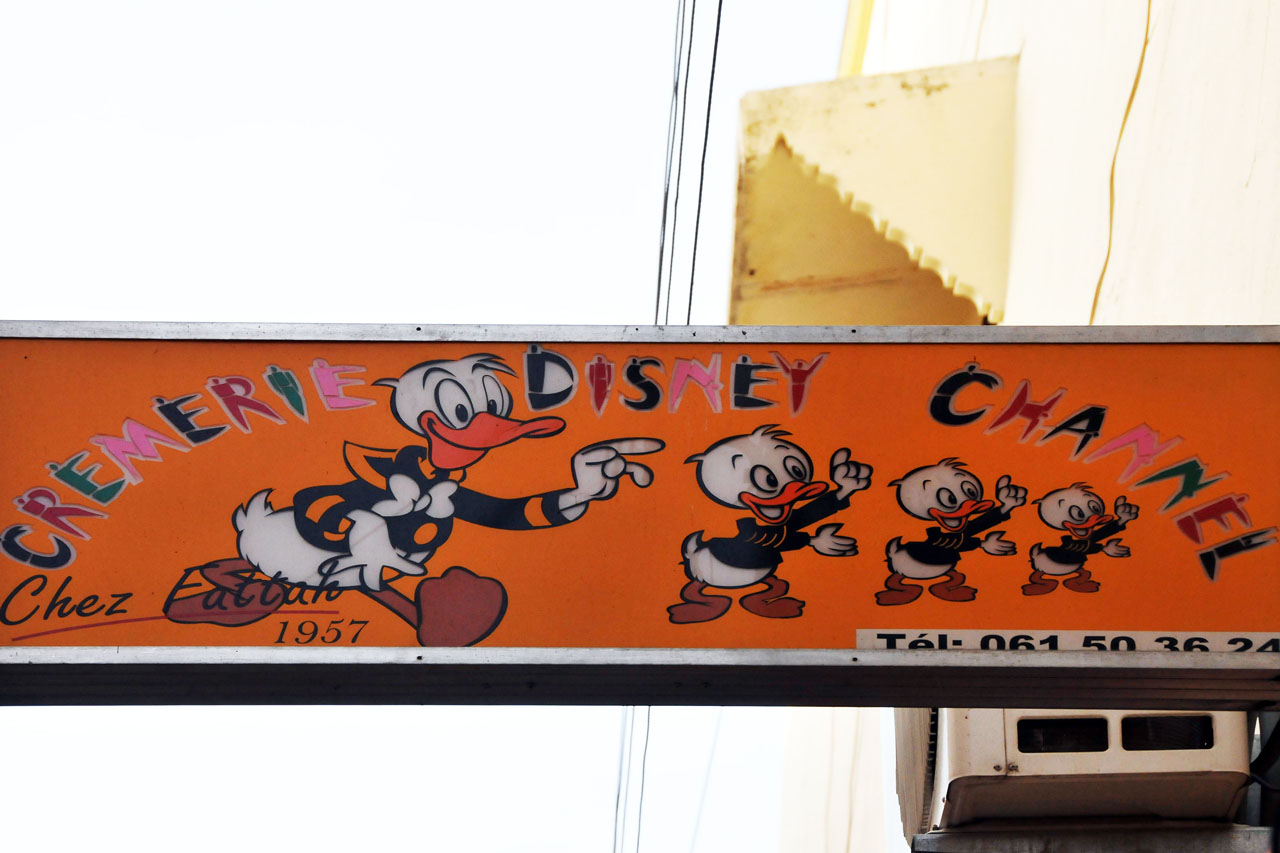 CREMERIE DISNEY CHANNEL
Chez Fattah
1957
Tél: 061 50 36 24